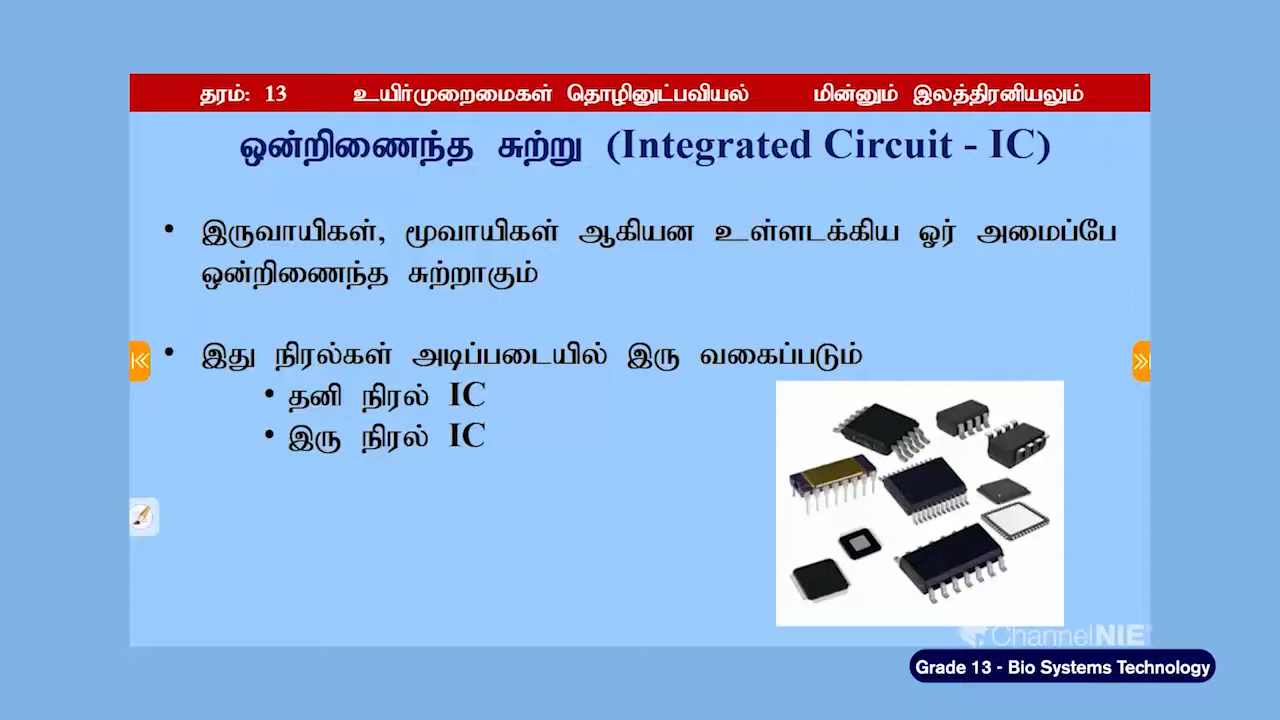 தரம்: 13 உயிர்முறைமைகள் தொழினுட்பவியல் மின்னும் இலத்திரனியலும்
ஒன்றிணைந்த சுற்று (Integrated Circuit - IC)
• இருவாயிகள், மூவாயிகள் ஆகியன உள்ளடக்கிய ஓர் அமைப்பே
ஒன்றிணைந்த சுற்றாகும்
• இது நிரல்கள் அடிப்படையில் இரு வகைப்படும்
• தனி நிரல் IC
• இரு நிரல் IC
ChannelNIE
Grade 13 - Bio Systems Technology